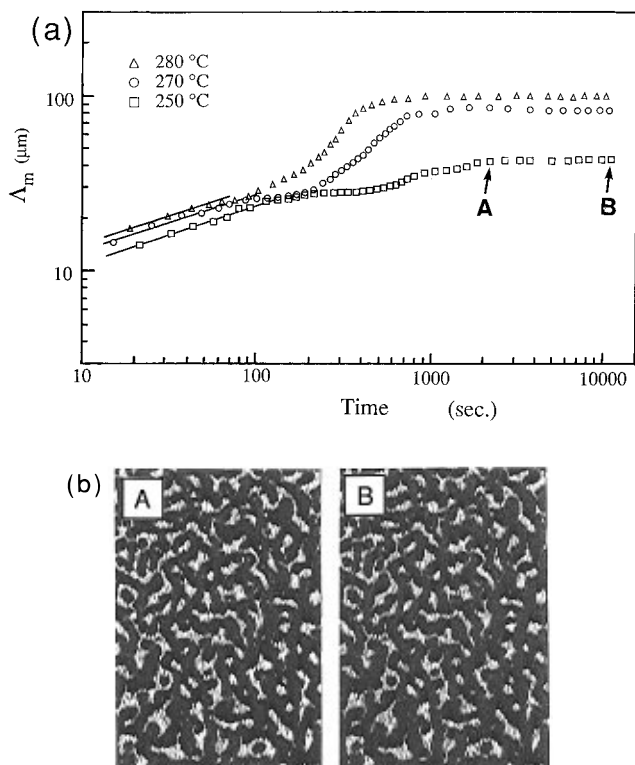 (a)
△ 280 °C
○ 270 °C
□ 250 °C
100
10
Λm (μm)
A
B
10
100
1000
10000
Time (sec.)
(b)
A
B